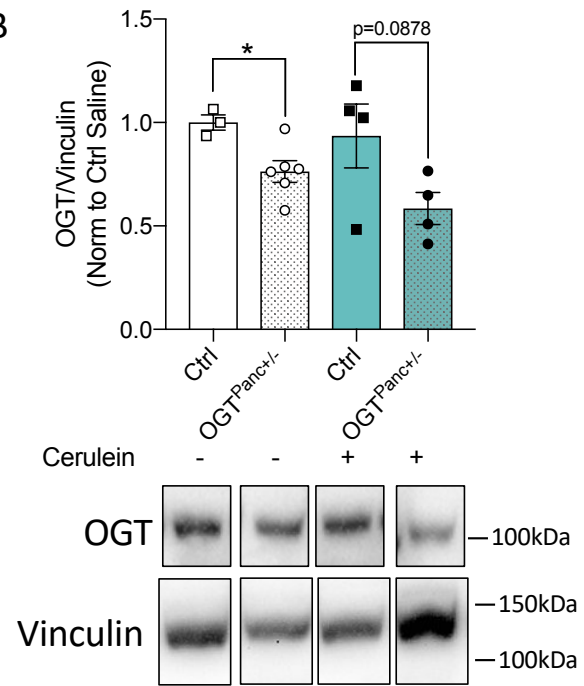 B
1.5
p=0.0878
*
1.0
0.5
0.0
OGT/Vinculin
(Norm to Ctrl Saline)
Ctrl
OGTPanc+/-
Ctrl
OGTPanc+/-
Cerulein - - + +
OGT
100kDa
Vinculin
150kDa
100kDa